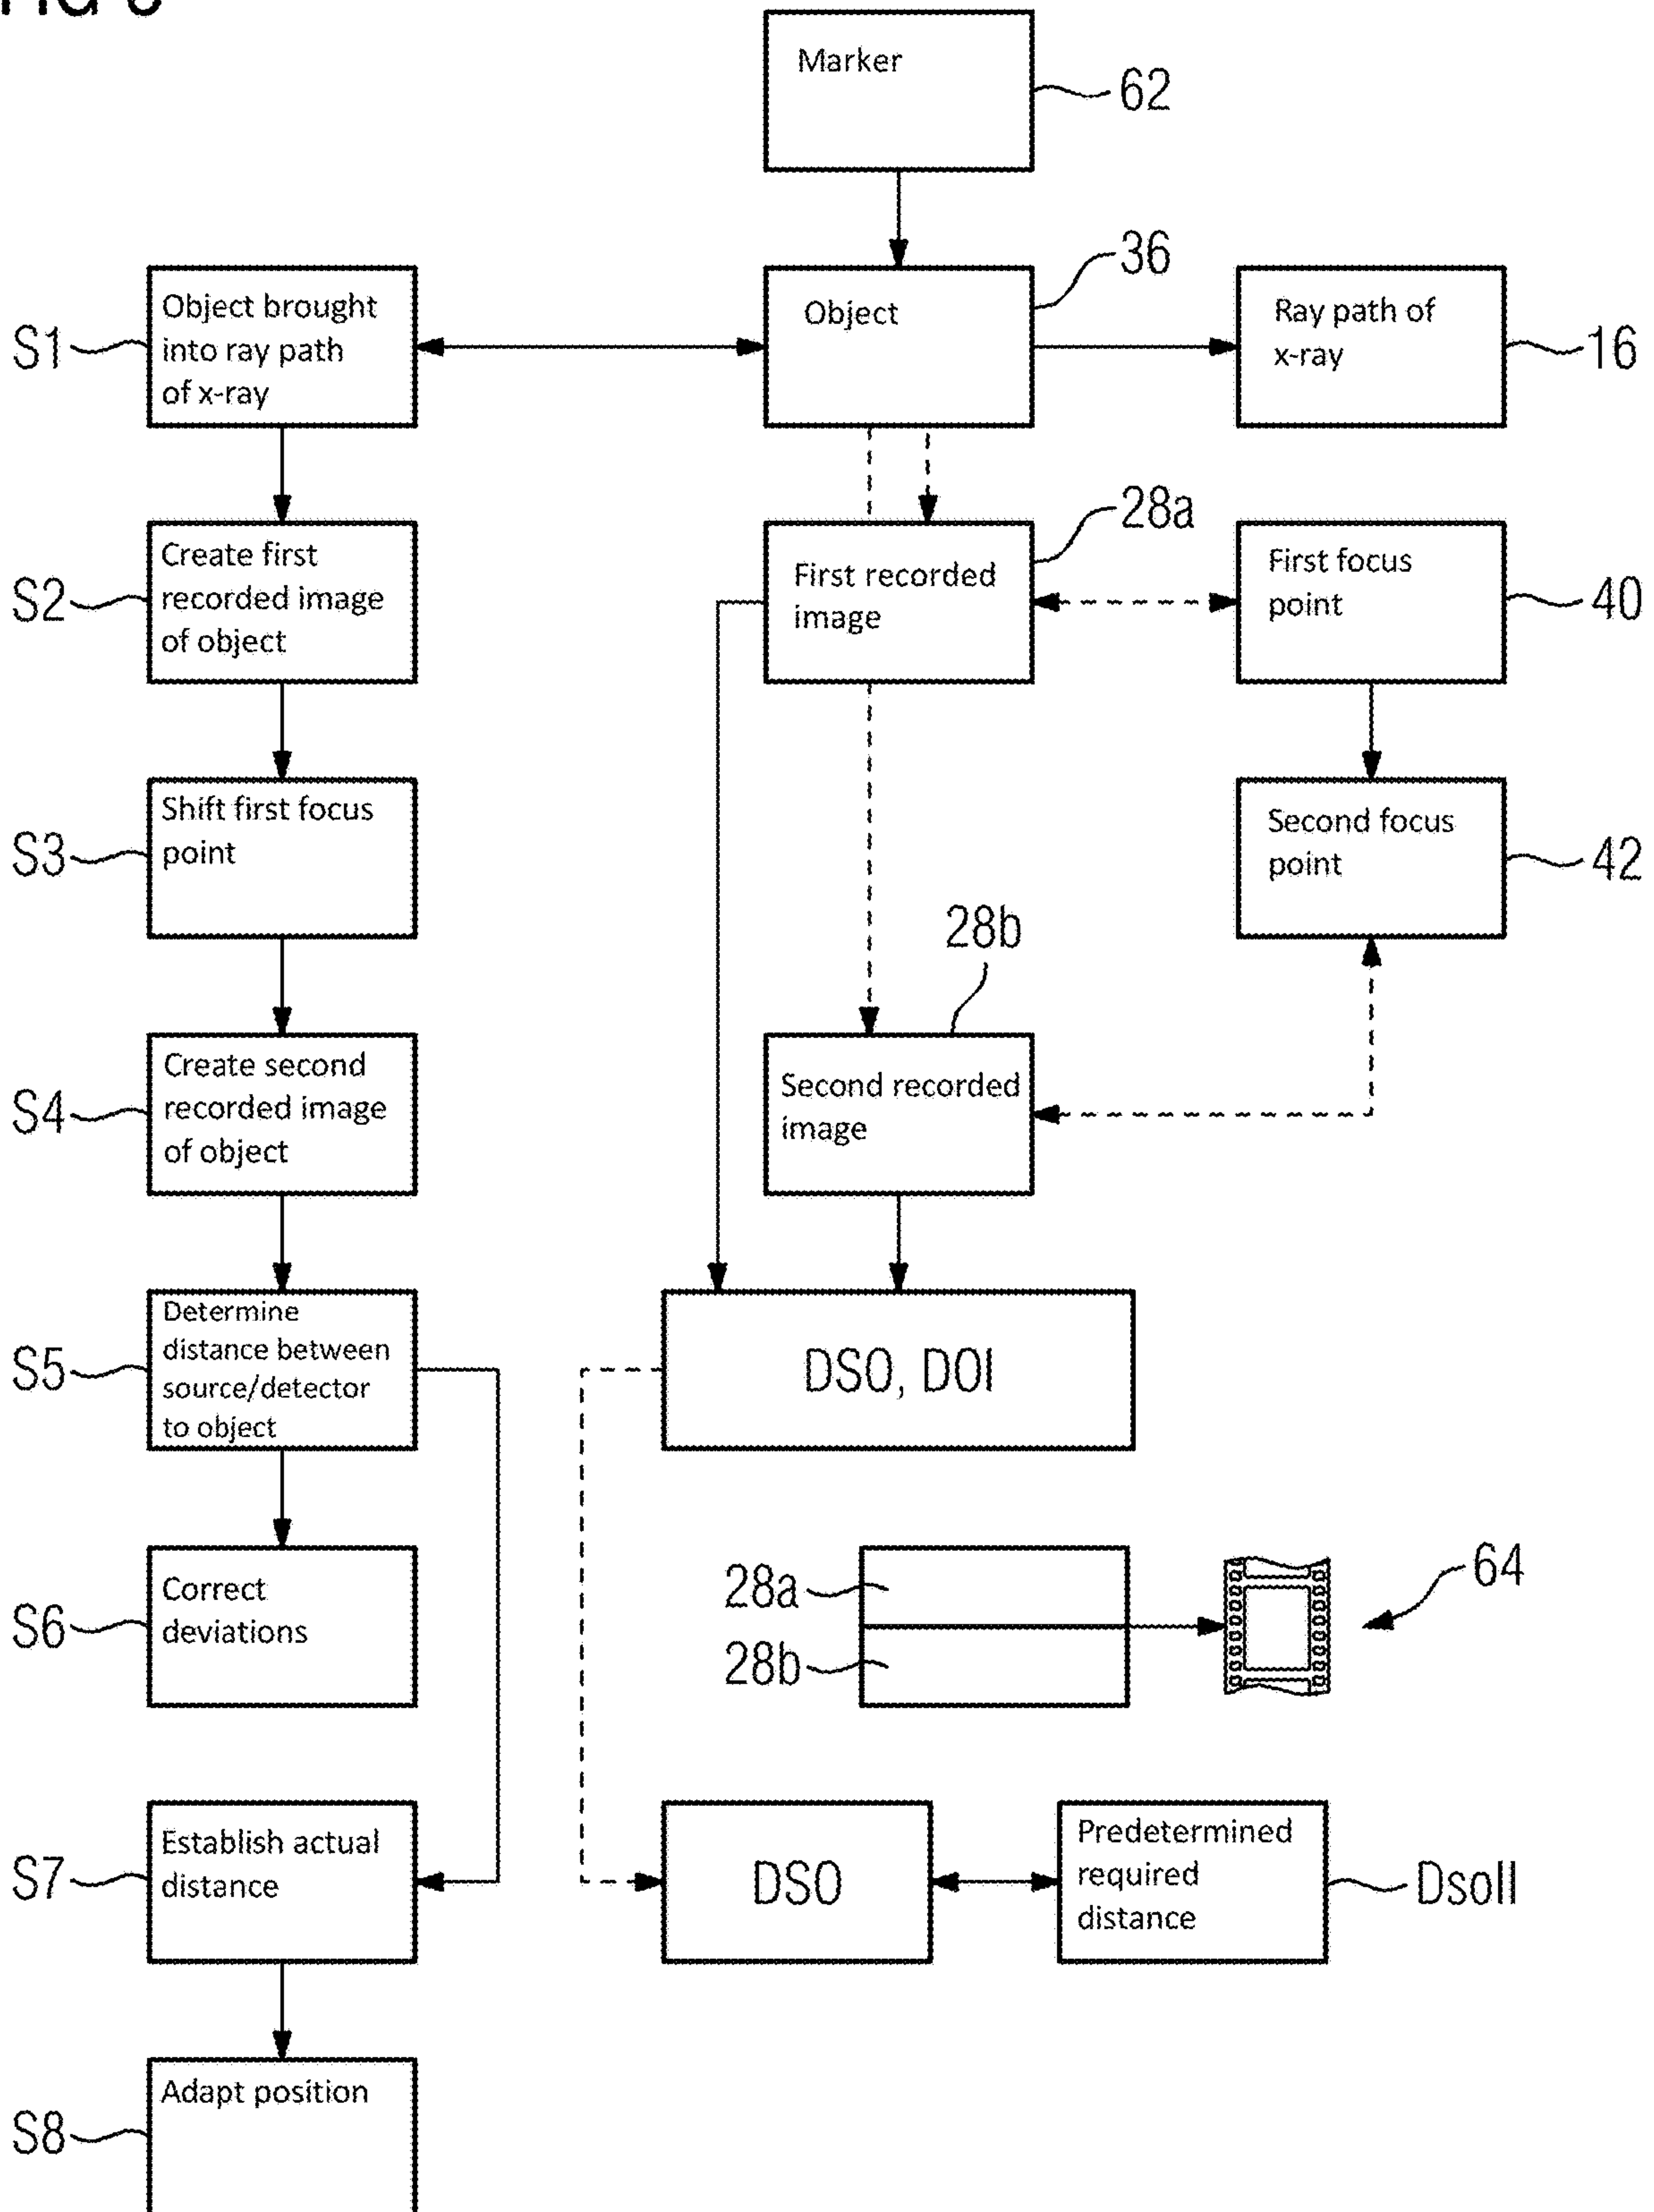 Marker
62
36
Object brought
into ray path
of x-ray
S1
Object
Ray path of
x-ray
16
28a
Create first
recorded image
of object
S2
First recorded
image
First focus
point
40
Shift first focus
point
S3
Second focus
point
42
28b
Create second
recorded image
of object
S4
Second recorded
image
Determine
distance between
source/detector
to object
S5
DSO, DOI
Correct
deviations
S6
28a
28b
64
Establish actual
distance
S7
DSO
Predetermined
required
distance
Dsoll
Adapt position
S8